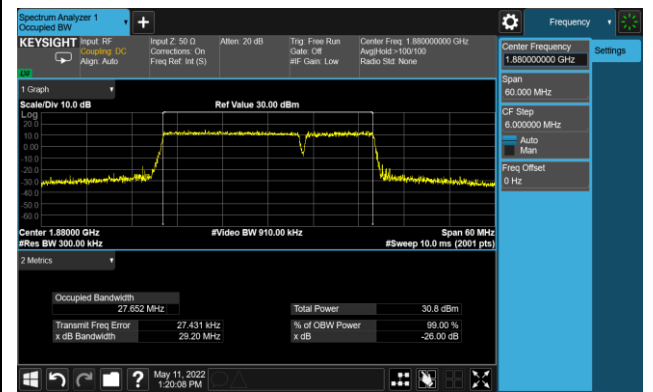 Spectrum Analyzer 1
Occupied BW
Frequency
KEYSIGHT
Input: RF
Coupling: DC
Align: Auto
Input Z: 50 Ω
Corrections: On
Freq Ref: Int (S)
Atten: 20 dB
Trig: Free Run
Gate: Off
#IF Gain: Low
Center Freq: 1.880000000 GHz
Avg|Hold:>100/100
Radio Std: None
Center Frequency
1.880000000 GHz
Settings
Span
60.000 MHz
CF Step
6.000000 MHz
Auto
Man
Freq Offset
0 Hz
1 Graph
Scale/Div 10.0 dB
Ref Value 30.00 dBm
Log
20.0
10.0
0.00
-10.0
-20.0
-30.0
-40.0
-50.0
-60.0
Center 1.88000 GHz
#Video BW 910.00 kHz
Span 60 MHz
#Res BW 300.00 kHz
#Sweep 10.0 ms (2001 pts)
2 Metrics
Occupied Bandwidth
27.652 MHz
Total Power 30.8 dBm
Transmit Freq Error 27.431 kHz
% of OBW Power 99.00 %
x dB Bandwidth 29.20 MHz
x dB -26.00 dB
?
May 11, 2022
1:20:08 PM